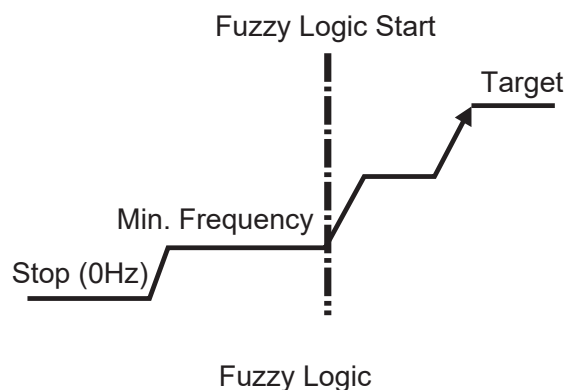 Fuzzy Logic Start
Target
Min. Frequency
Stop (0Hz)
Fuzzy Logic